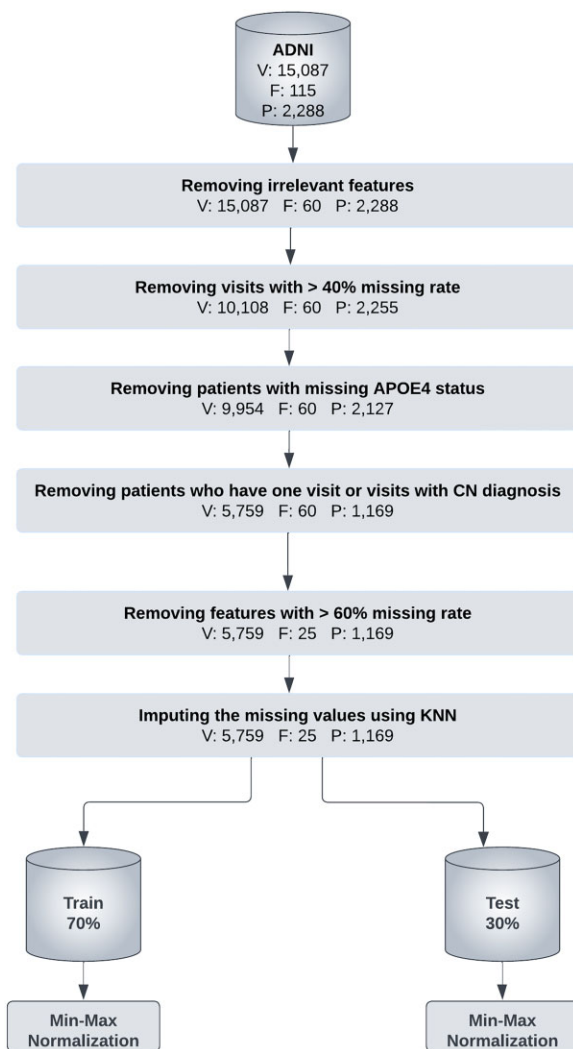 ADNI
V: 15,087
F: 115
P: 2,288
Removing irrelevant features
V: 15,087 F: 60 P: 2,288
Removing visits with > 40% missing rate
V: 10,108 F: 60 P: 2,255
Removing patients with missing APOE4 status
V: 9,954 F: 60 P: 2,127
Removing patients who have one visit or visits with CN diagnosis
V: 5,759 F: 60 P: 1,169
Removing features with > 60% missing rate
V: 5,759 F: 25 P: 1,169
Imputing the missing values using KNN
V: 5,759 F: 25 P: 1,169
Train
70%
Test
30%
Min-Max
Normalization
Min-Max
Normalization